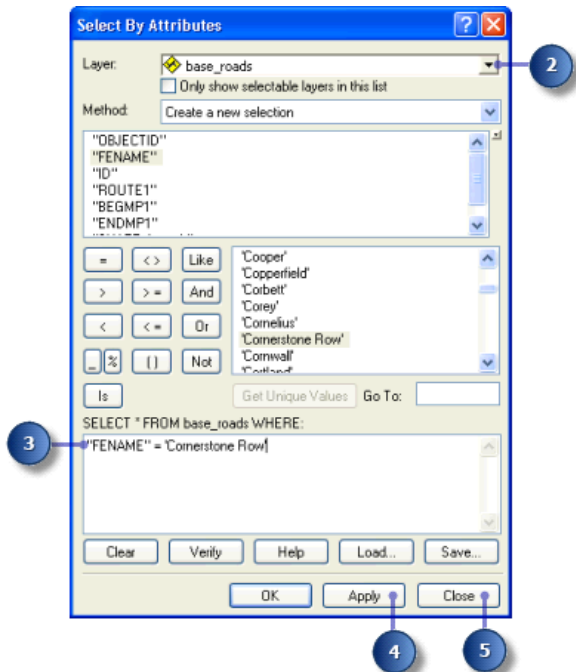 Select By Attributes
Layer: base_roads
2
Only show selectable layers in this list
Method: Create a new selection
"OBJECTID"
"FENAME"
"ID"
"ROUTE1"
"BEGMP1"
"ENDMP1"
= <> Like
> >= And
< <= Or
_ % () Not
Is
'Cooper'
'Copperfield'
'Corbett'
'Corey'
'Cornelius'
'Cornerstone Row'
'Cornwall'
'Cortland'
Get Unique Values Go To:
SELECT * FROM base_roads WHERE:
3
"FENAME" = 'Cornerstone Row'
Clear Verify Help Load... Save...
OK Apply Close
4 5